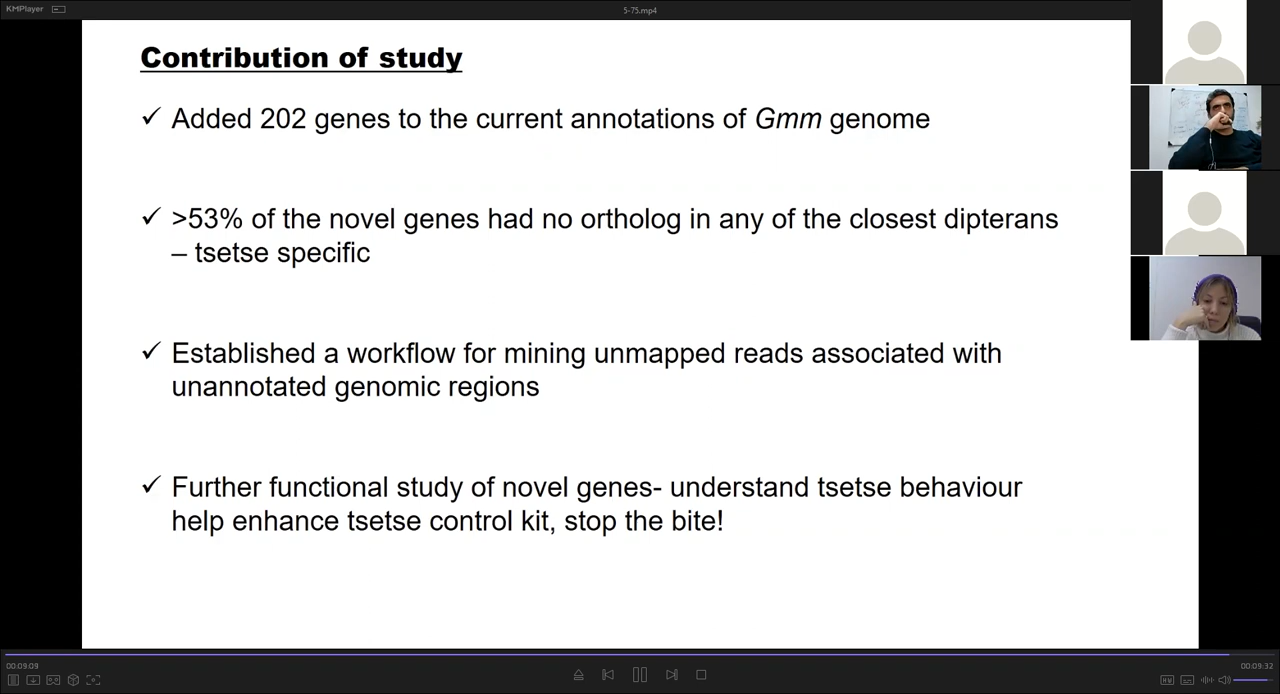 KMPlayer
5-75.mp4
Contribution of study
✓ Added 202 genes to the current annotations of Gmm genome
✓ >53% of the novel genes had no ortholog in any of the closest dipterans
– tsetse specific
✓ Established a workflow for mining unmapped reads associated with
unannotated genomic regions
✓ Further functional study of novel genes- understand tsetse behaviour
help enhance tsetse control kit, stop the bite!
00:09:09
00:09:32